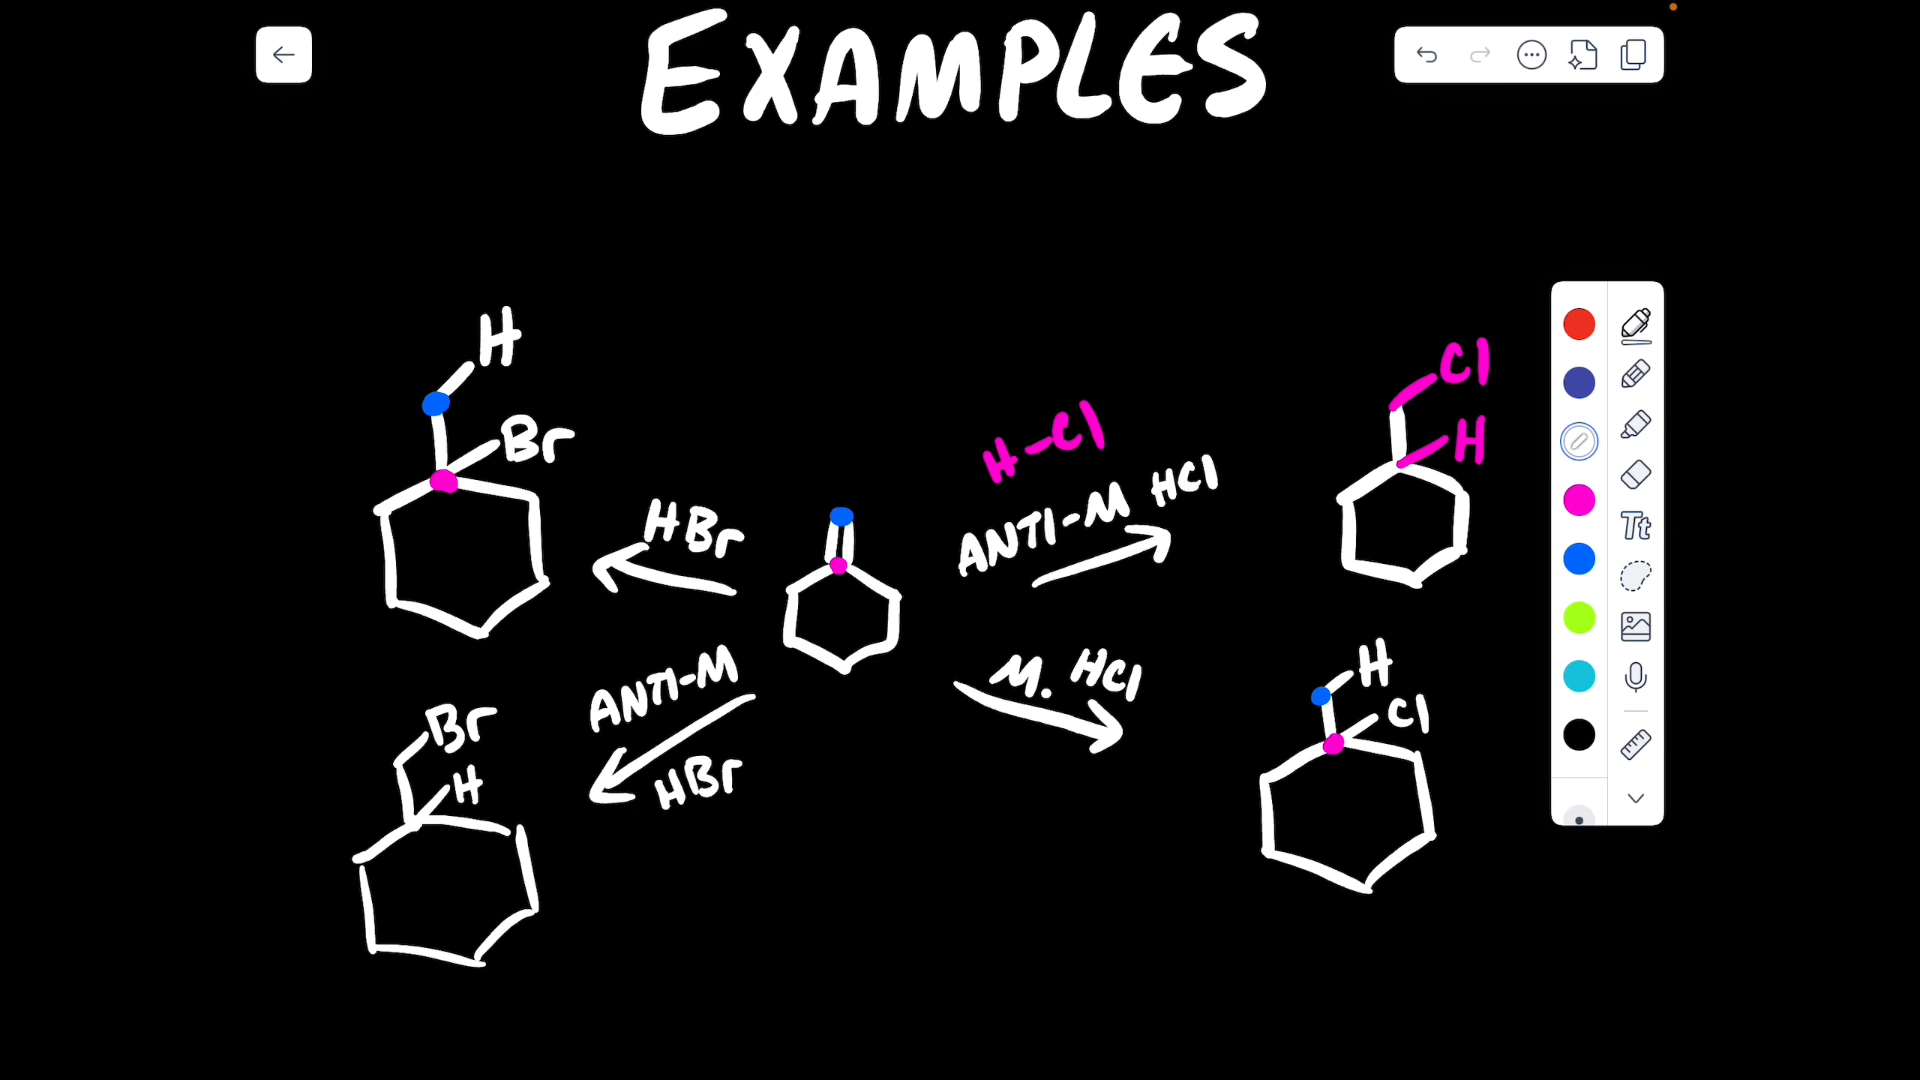 EXAMPLES
H
Br
HBr
H-Cl
ANTI-M HCl
Cl
H
ANTI-M
HBr
M. HCl
Br
H
H
Cl
Tt